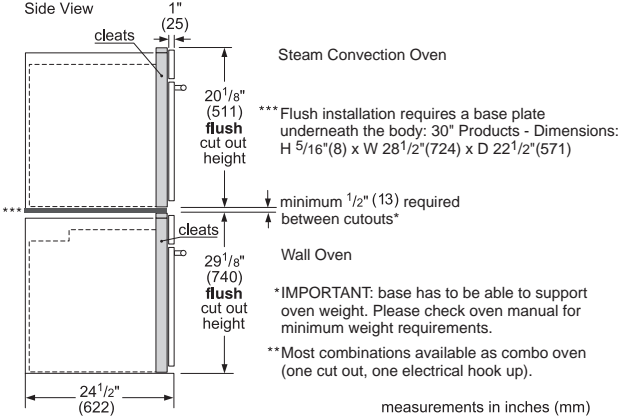 Side View
1"
(25)
cleats
Steam Convection Oven
20 1/8"
(511)
flush
cut out
height
***Flush installation requires a base plate
underneath the body: 30" Products - Dimensions:
H 5/16"(8) x W 28 1/2"(724) x D 22 1/2"(571)
***
minimum 1/2" (13) required
between cutouts*
cleats
Wall Oven
29 1/8"
(740)
flush
cut out
height
*IMPORTANT: base has to be able to support
oven weight. Please check oven manual for
minimum weight requirements.
**Most combinations available as combo oven
(one cut out, one electrical hook up).
24 1/2"
(622)
measurements in inches (mm)